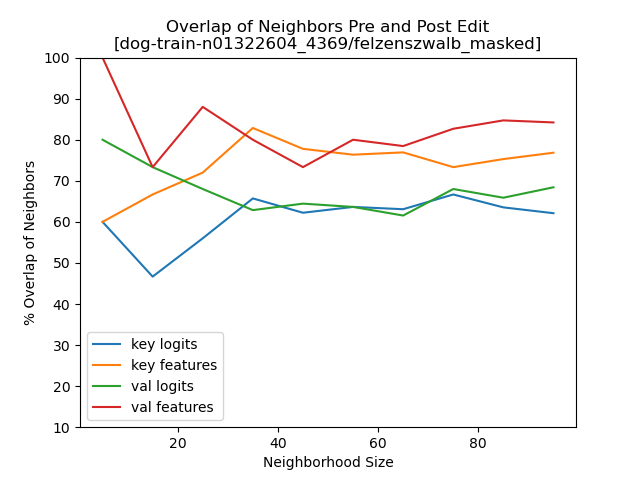 Overlap of Neighbors Pre and Post Edit
[dog-train-n01322604_4369/felzenszwalb_masked]
100
90
80
70
60
50
40
30
20
10
% Overlap of Neighbors
key logits
key features
val logits
val features
20 40 60 80
Neighborhood Size